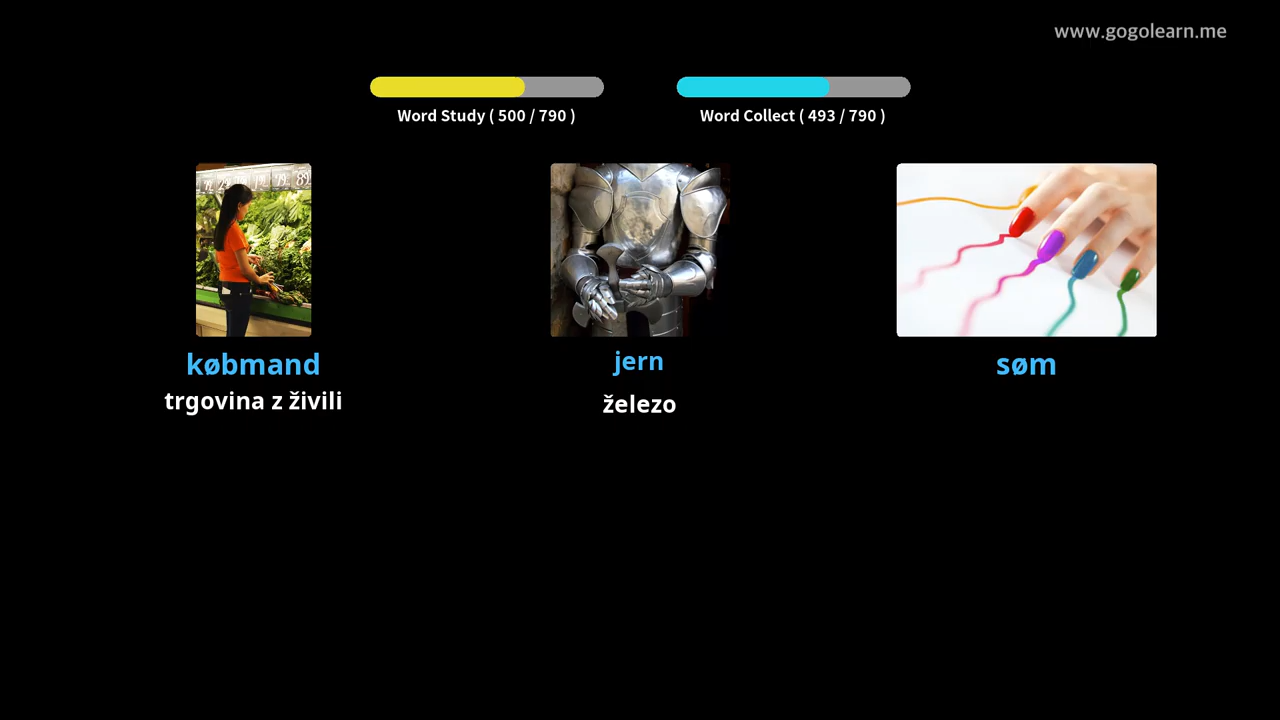 www.gogolearn.me
Word Study ( 500 / 790 )
Word Collect ( 493 / 790 )
købmand
trgovina z živili
jern
železo
søm